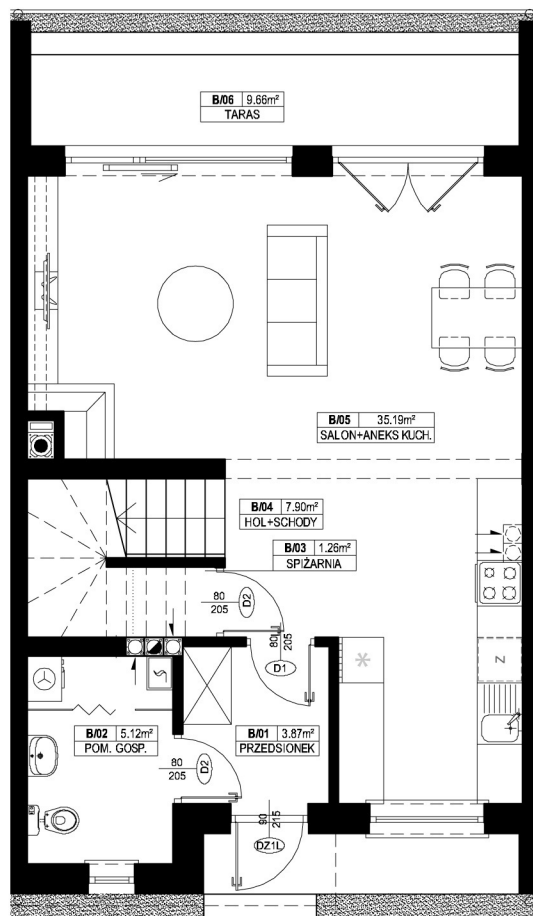 B/06 9.66m²
TARAS
B/05 35.19m²
SALON+ANEKS KUCH.
B/04 7.90m²
HOL+SCHODY
B/03 1.26m²
SPIŻARNIA
80
205
D2
80
205
D1
Z
B/02 5.12m²
POM. GOSP.
B/01 3.87m²
PRZEDSIONEK
80
205
D2
90
215
DZ1L